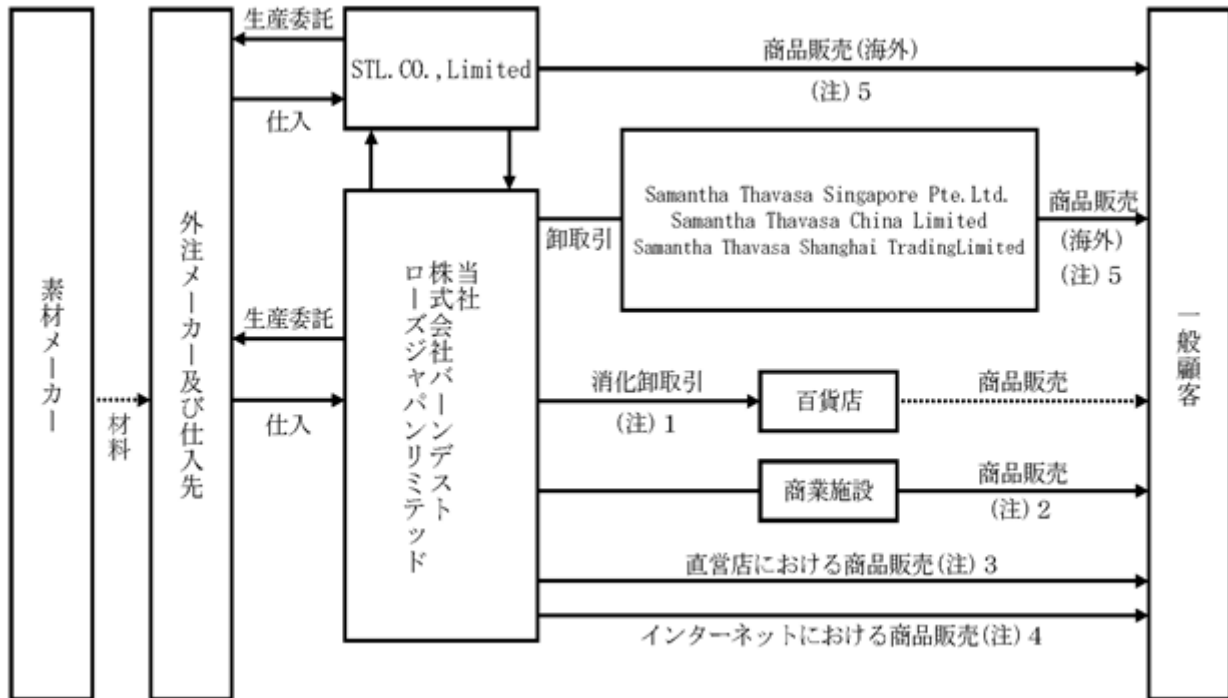 素材メーカー
材料
外注メーカー及び仕入先
生産委託
仕入
STL.CO.,Limited
商品販売(海外)
(注)5
卸取引
Samantha Thavasa Singapore Pte.Ltd.
Samantha Thavasa China Limited
Samantha Thavasa Shanghai TradingLimited
商品販売
(海外)
(注)5
生産委託
仕入
当社
株式会社バーンデスト
ローズジャパンリミテッド
消化卸取引
(注)1
百貨店
商品販売
商業施設
商品販売
(注)2
直営店における商品販売(注)3
インターネットにおける商品販売(注)4
一般顧客